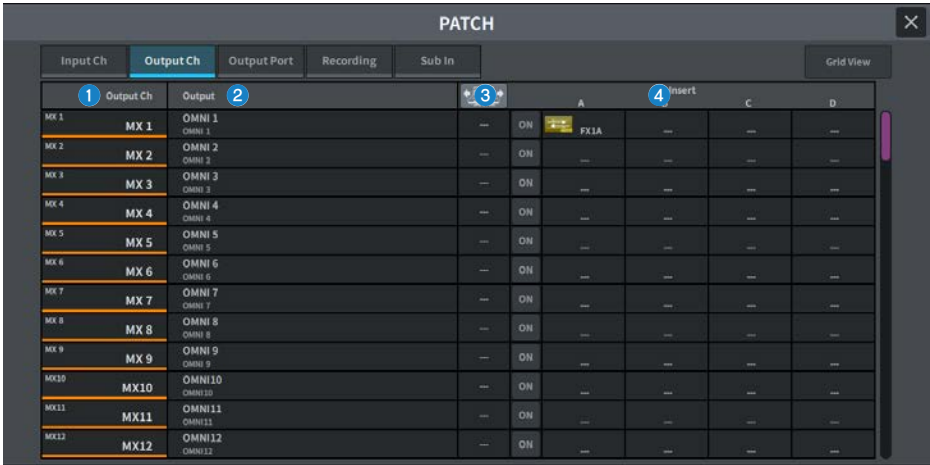 PATCH
Input Ch Output Ch Output Port Recording Sub In Grid View
1 Output Ch Output 2 3 4 Insert
A C D
MX 1 MX 1 OMNI 1 OMNI 1 --- ON FX1A --- --- ---
MX 2 MX 2 OMNI 2 OMNI 2 --- ON --- --- --- ---
MX 3 MX 3 OMNI 3 OMNI 3 --- ON --- --- --- ---
MX 4 MX 4 OMNI 4 OMNI 4 --- ON --- --- --- ---
MX 5 MX 5 OMNI 5 OMNI 5 --- ON --- --- --- ---
MX 6 MX 6 OMNI 6 OMNI 6 --- ON --- --- --- ---
MX 7 MX 7 OMNI 7 OMNI 7 --- ON --- --- --- ---
MX 8 MX 8 OMNI 8 OMNI 8 --- ON --- --- --- ---
MX 9 MX 9 OMNI 9 OMNI 9 --- ON --- --- --- ---
MX10 MX10 OMNI10 OMNI10 --- ON --- --- --- ---
MX11 MX11 OMNI11 OMNI11 --- ON --- --- --- ---
MX12 MX12 OMNI12 OMNI12 --- ON --- --- --- ---